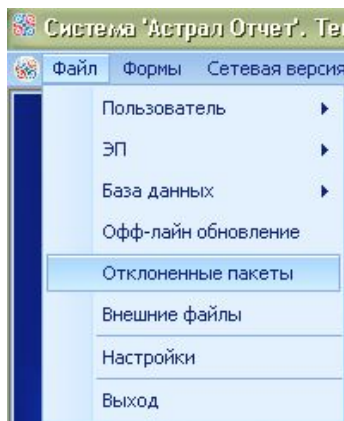 Система 'Астрал Отчет'. Те
Файл Формы Сетевая версия
Пользователь
ЭП
База данных
Офф-лайн обновление
Отклоненные пакеты
Внешние файлы
Настройки
Выход